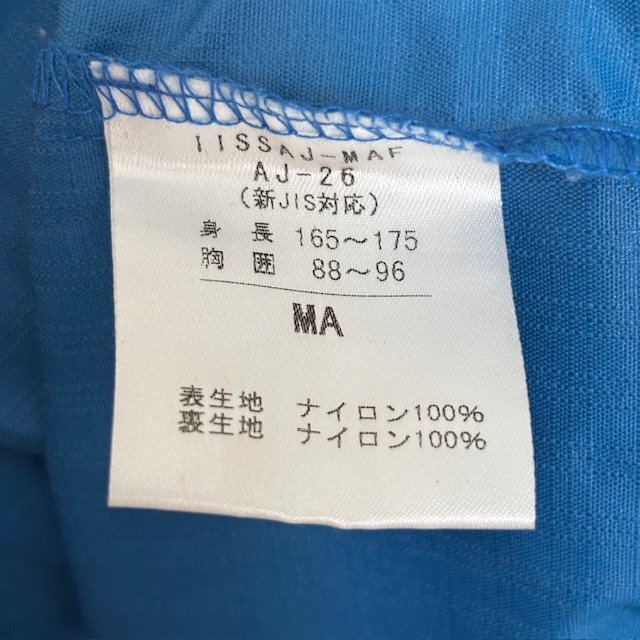 IISSAJ-MAF
AJ-26
(新JIS対応)
身 長 165～175
胸 囲 88～96
MA
表生地 ナイロン100%
裏生地 ナイロン100%